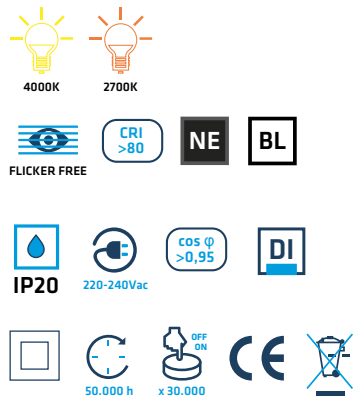 4000K 2700K
FLICKER FREE
CRI
>80
NE
BL
IP20
220-240Vac
cos φ
>0,95
DI
50.000 h
OFF
ON
x 30.000
CE